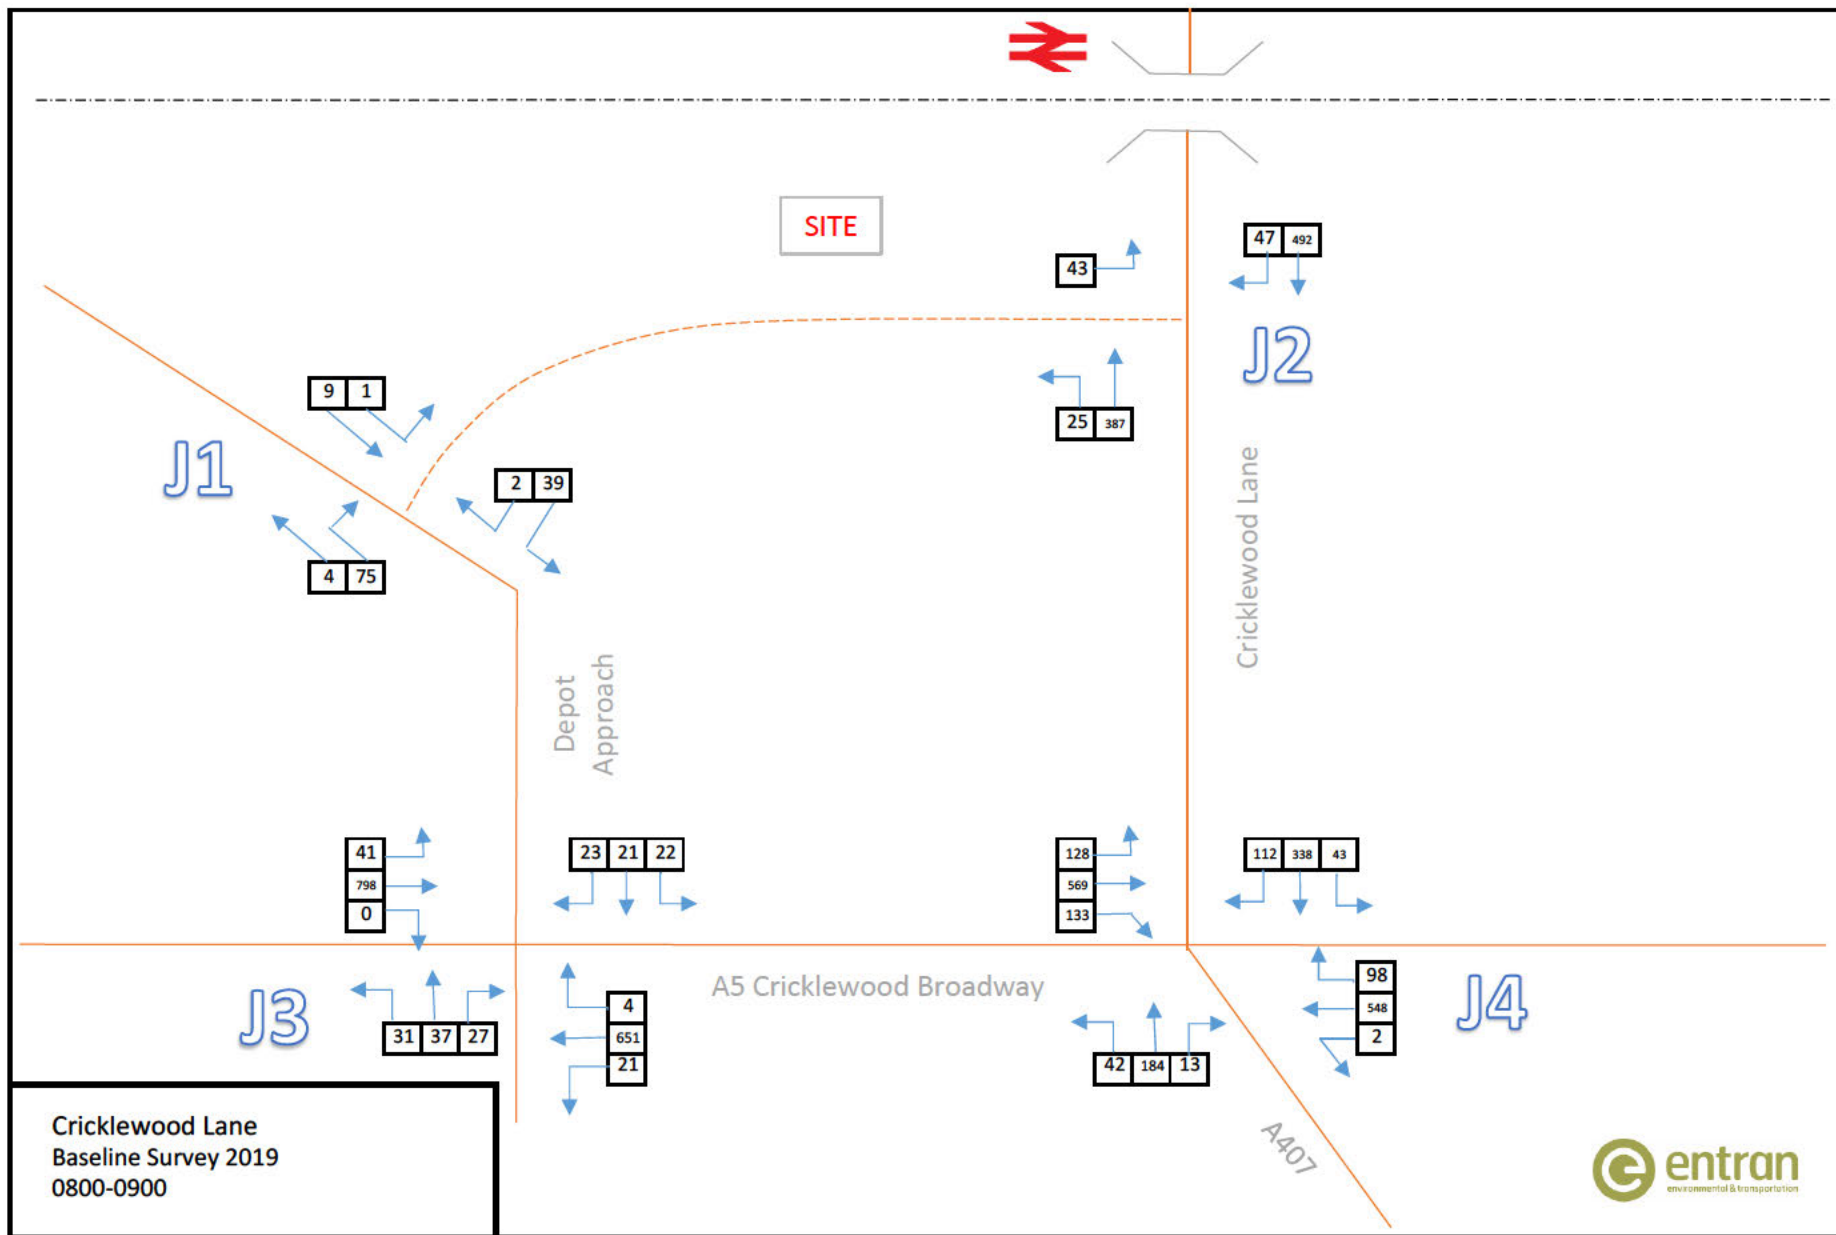 SITE
43
47 492
J2
9 1
25 387
J1
2 39
Cricklewood Lane
4 75
Depot
Approach
41
798
0
23 21 22
128
569
133
112 338 43
A5 Cricklewood Broadway
J3
31 37 27
4
651
21
42 184 13
98
548
2
J4
A407
Cricklewood Lane
Baseline Survey 2019
0800-0900
e entran
environmental & transportation